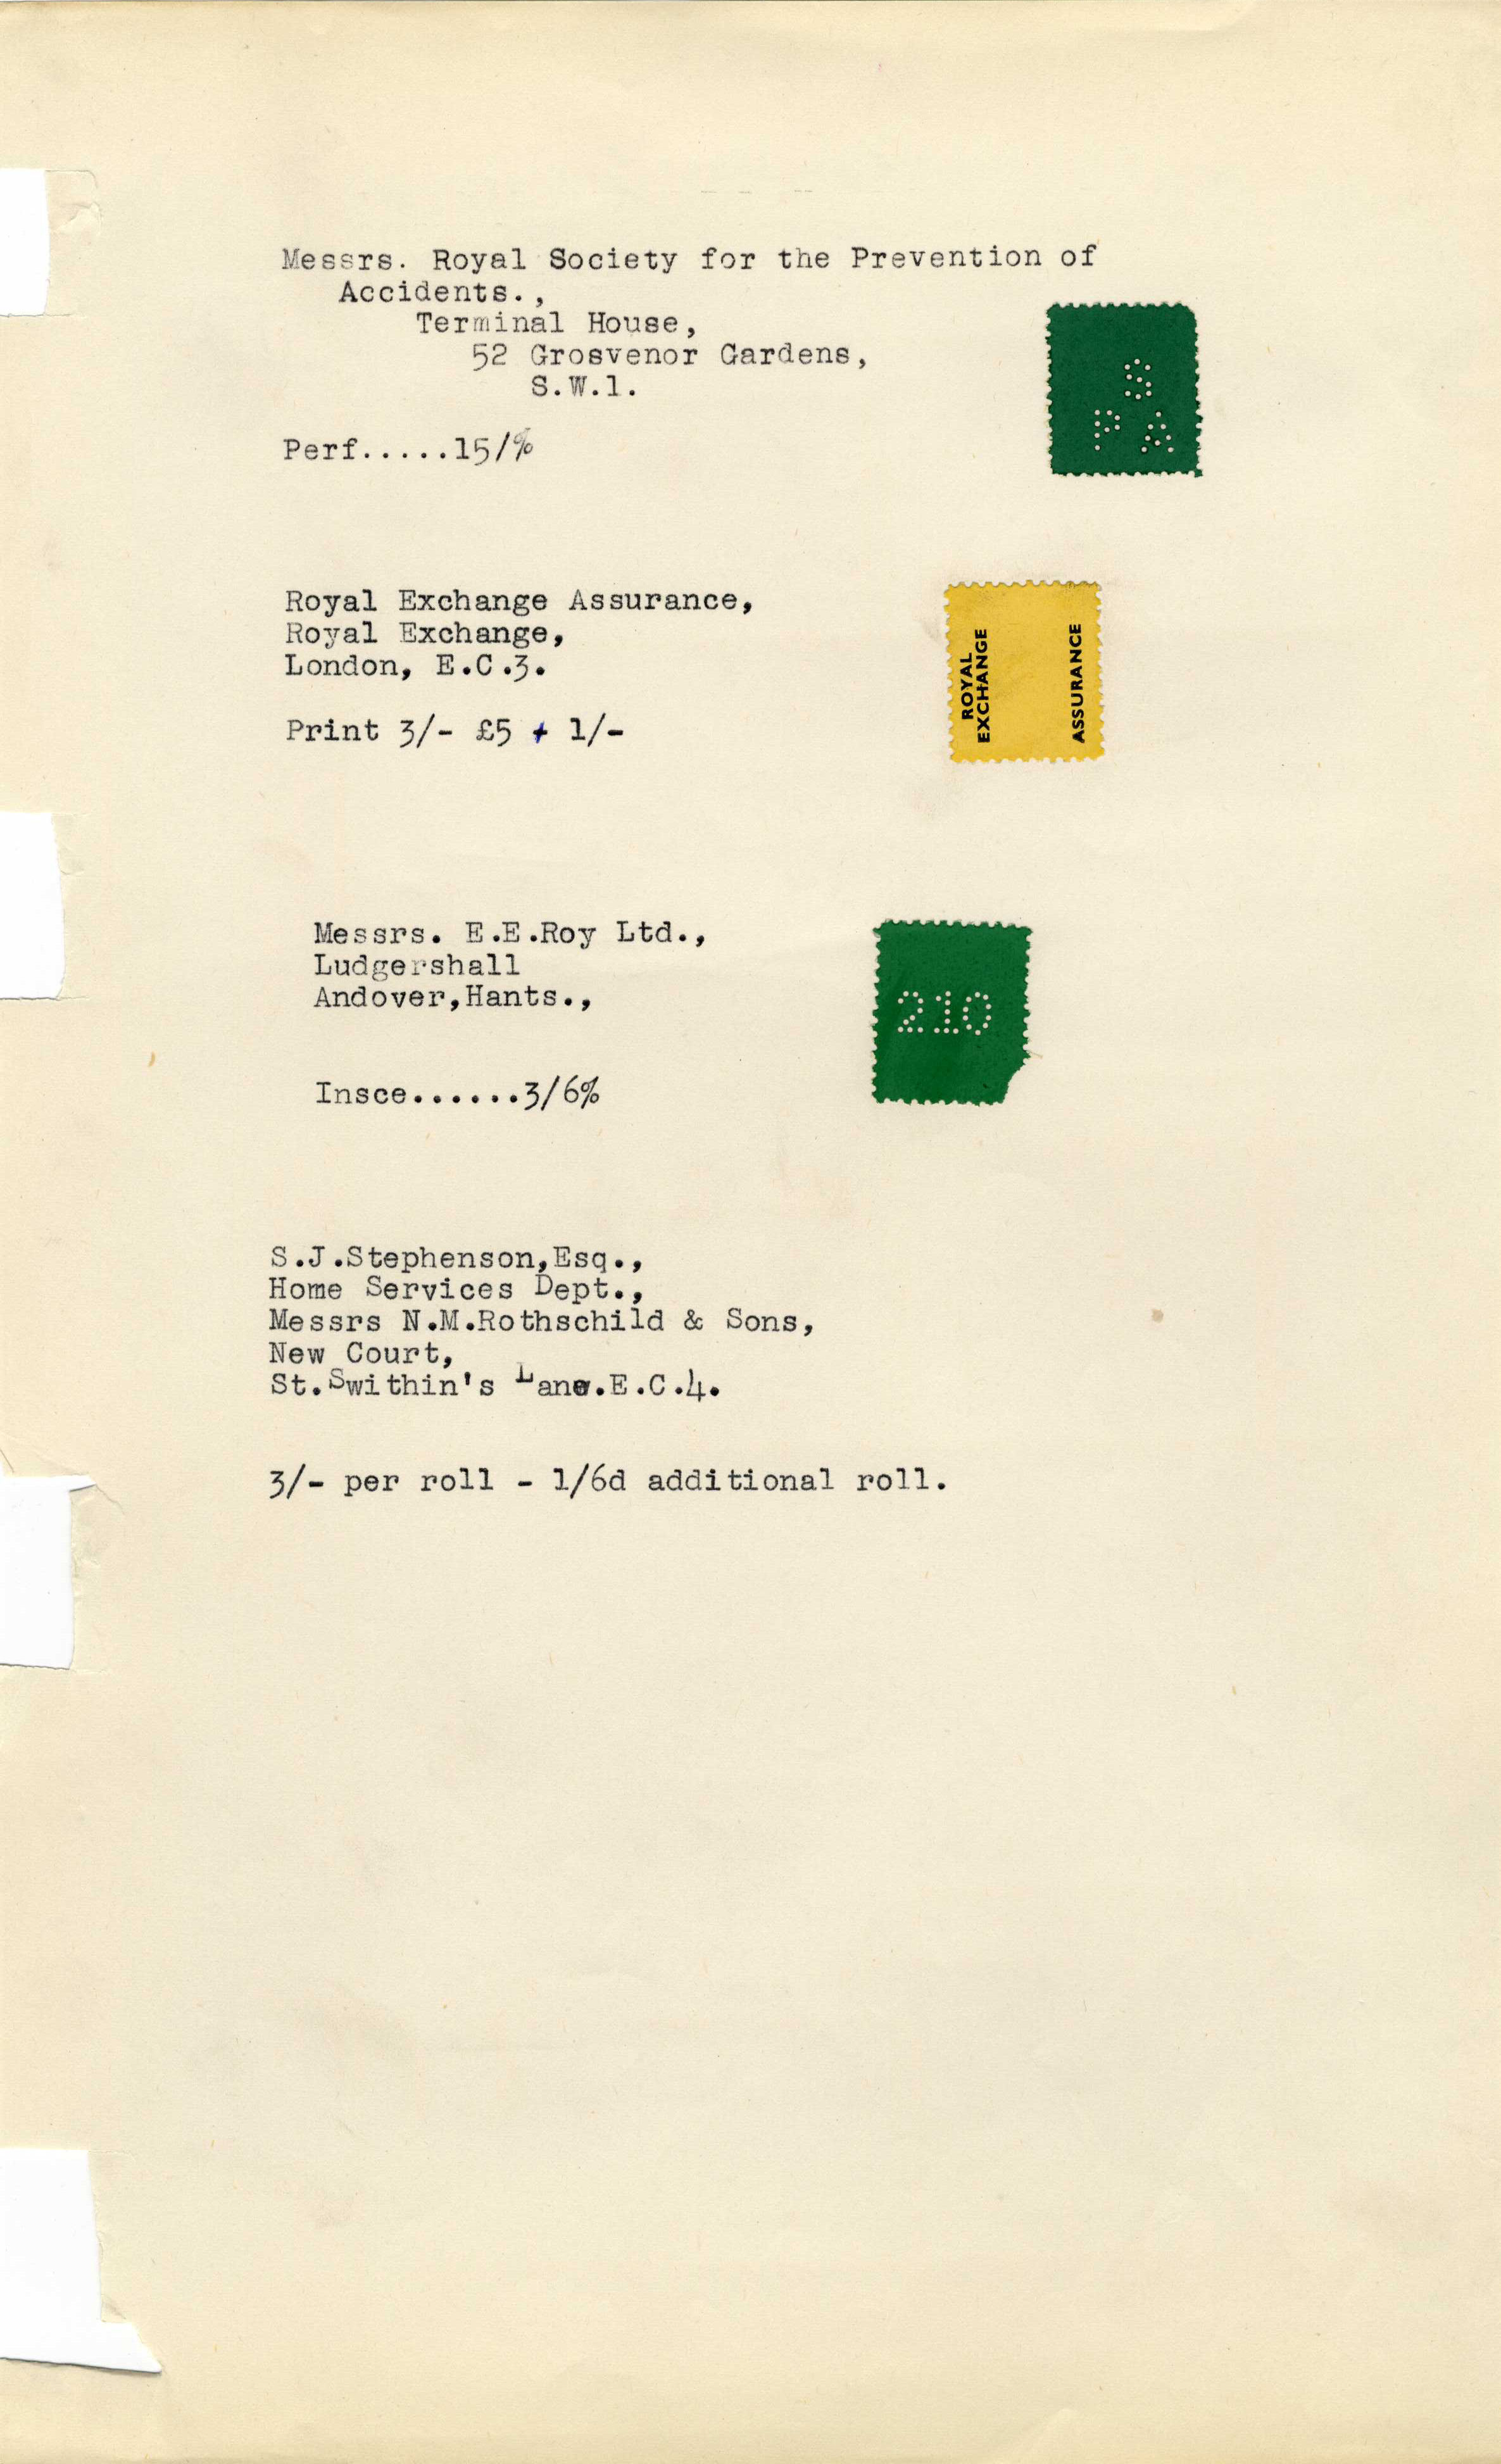 Messrs. Royal Society for the Prevention of
Accidents.,
Terminal House,
52 Grosvenor Gardens,
S.W.1.
S
P A
Perf.....15/%
Royal Exchange Assurance,
Royal Exchange,
London, E.C.3.
Print 3/- £5 + 1/-
ROYAL
EXCHANGE
ASSURANCE
Messrs. E.E.Roy Ltd.,
Ludgershall
Andover,Hants.,
210
Insce......3/6%
S.J.Stephenson,Esq.,
Home Services Dept.,
Messrs N.M.Rothschild & Sons,
New Court,
St.Swithin's Lane.E.C.4.
3/- per roll - 1/6d additional roll.